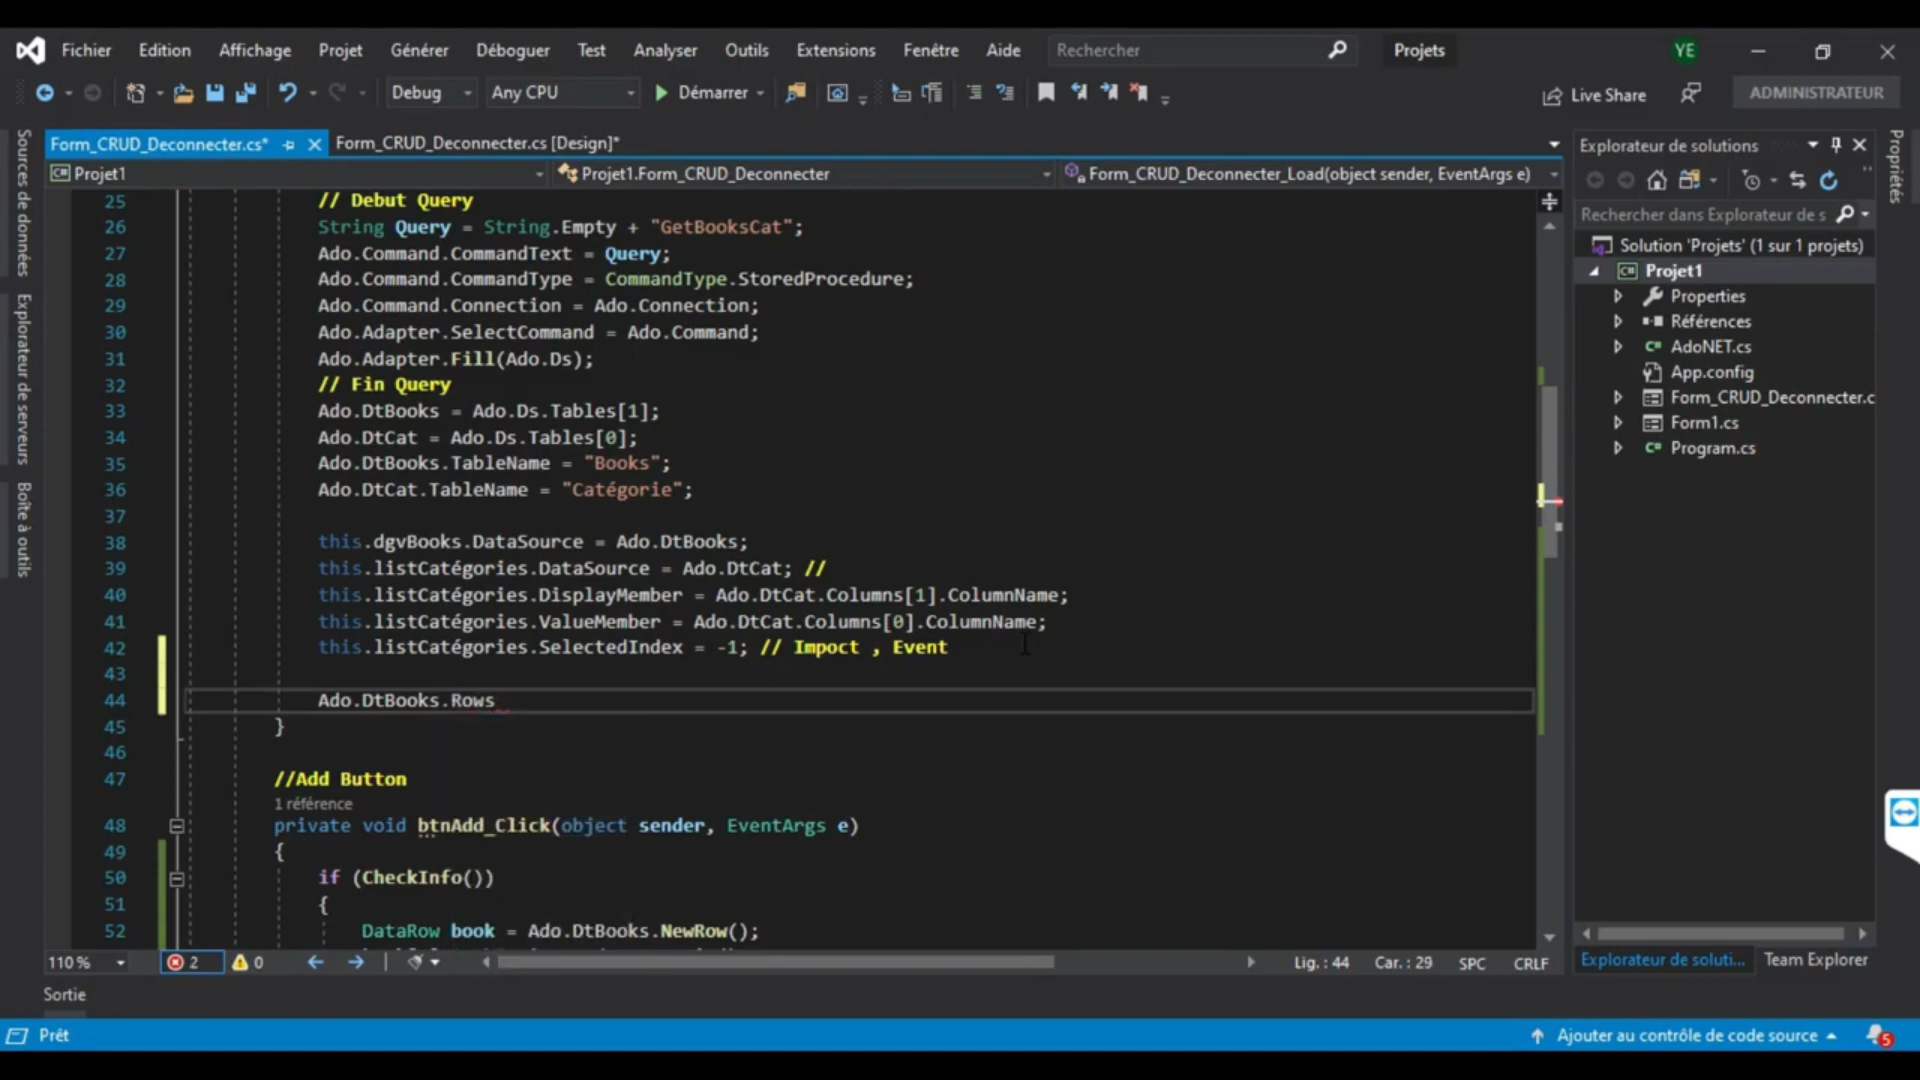 Fichier Edition Affichage Projet Générer Déboguer Test Analyser Outils Extensions Fenêtre Aide Rechercher Projets YE
Debug Any CPU Démarrer Live Share ADMINISTRATEUR
Form_CRUD_Deconnecter.cs* Form_CRUD_Deconnecter.cs [Design]*
Projet1 Projet1.Form_CRUD_Deconnecter Form_CRUD_Deconnecter_Load(object sender, EventArgs e)
Sources de données
Explorateur de serveurs
Boîte à outils
25 // Debut Query
26 String Query = String.Empty + "GetBooksCat";
27 Ado.Command.CommandText = Query;
28 Ado.Command.CommandType = CommandType.StoredProcedure;
29 Ado.Command.Connection = Ado.Connection;
30 Ado.Adapter.SelectCommand = Ado.Command;
31 Ado.Adapter.Fill(Ado.Ds);
32 // Fin Query
33 Ado.DtBooks = Ado.Ds.Tables[1];
34 Ado.DtCat = Ado.Ds.Tables[0];
35 Ado.DtBooks.TableName = "Books";
36 Ado.DtCat.TableName = "Catégorie";
37
38 this.dgvBooks.DataSource = Ado.DtBooks;
39 this.listCatégories.DataSource = Ado.DtCat; //
40 this.listCatégories.DisplayMember = Ado.DtCat.Columns[1].ColumnName;
41 this.listCatégories.ValueMember = Ado.DtCat.Columns[0].ColumnName;
42 this.listCatégories.SelectedIndex = -1; // Impoct , Event
43
44 Ado.DtBooks.Rows
45 }
46
47 //Add Button
1 référence
48 private void btnAdd_Click(object sender, EventArgs e)
49 {
50 if (CheckInfo())
51 {
52 DataRow book = Ado.DtBooks.NewRow();
110 % 2 0 Lig. : 44 Car. : 29 SPC CRLF
Explorateur de solutions
Rechercher dans Explorateur de s
Solution 'Projets' (1 sur 1 projets)
Projet1
Properties
Références
AdoNET.cs
App.config
Form_CRUD_Deconnecter.c
Form1.cs
Program.cs
Explorateur de soluti... Team Explorer
Propriétés
Sortie
Prêt Ajouter au contrôle de code source 5